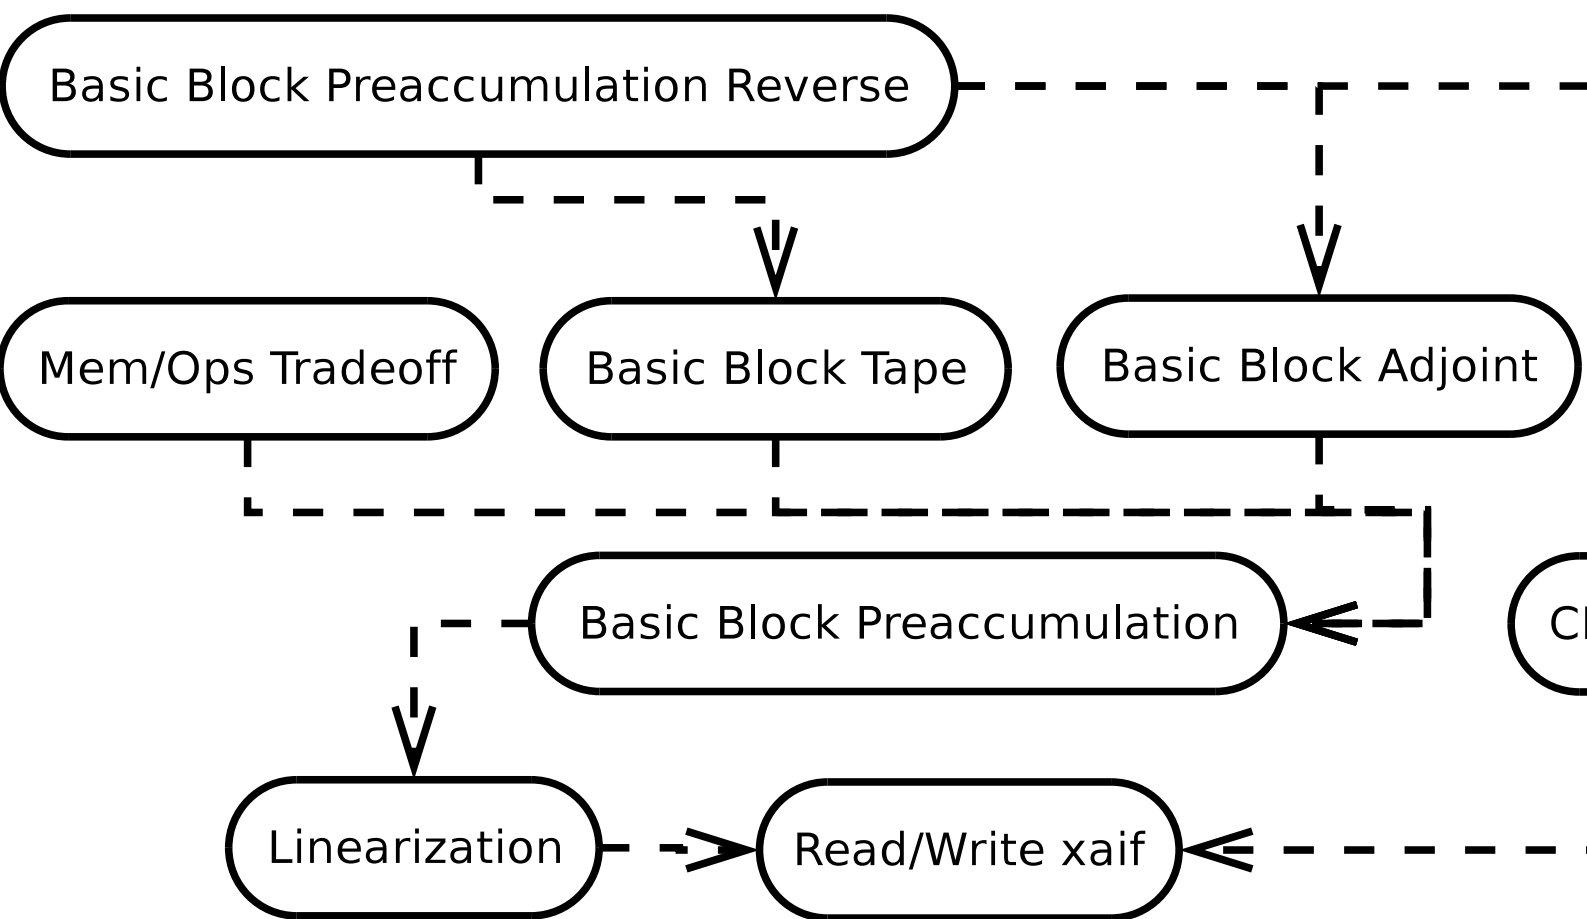 Basic Block Preaccumulation Reverse
Mem/Ops Tradeoff
Basic Block Tape
Basic Block Adjoint
Basic Block Preaccumulation
Linearization
Read/Write xaif